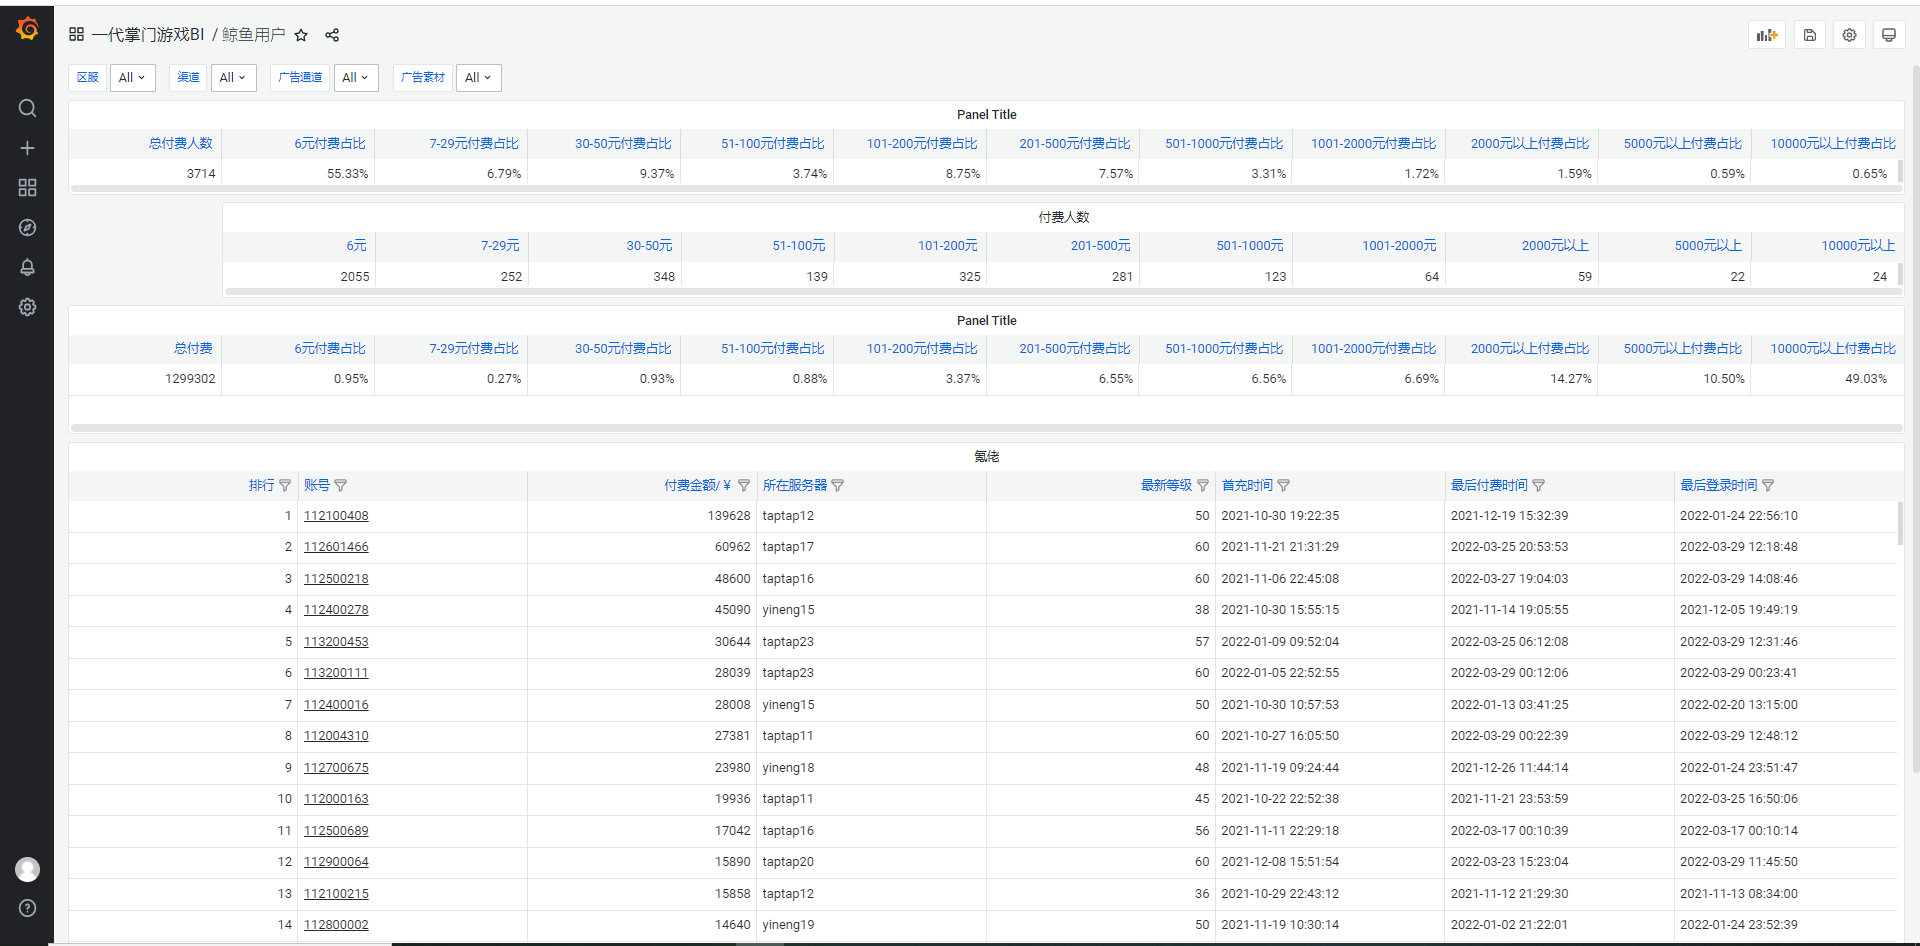 一代掌门游戏BI / 鲸鱼用户
区服 All 渠道 All 广告通道 All 广告素材 All
Panel Title
总付费人数 6元付费占比 7-29元付费占比 30-50元付费占比 51-100元付费占比 101-200元付费占比 201-500元付费占比 501-1000元付费占比 1001-2000元付费占比 2000元以上付费占比 5000元以上付费占比 10000元以上付费占比
3714 55.33% 6.79% 9.37% 3.74% 8.75% 7.57% 3.31% 1.72% 1.59% 0.59% 0.65%
付费人数
6元 7-29元 30-50元 51-100元 101-200元 201-500元 501-1000元 1001-2000元 2000元以上 5000元以上 10000元以上
2055 252 348 139 325 281 123 64 59 22 24
Panel Title
总付费 6元付费占比 7-29元付费占比 30-50元付费占比 51-100元付费占比 101-200元付费占比 201-500元付费占比 501-1000元付费占比 1001-2000元付费占比 2000元以上付费占比 5000元以上付费占比 10000元以上付费占比
1299302 0.95% 0.27% 0.93% 0.88% 3.37% 6.55% 6.56% 6.69% 14.27% 10.50% 49.03%
氪佬
排行 账号 付费金额/¥ 所在服务器 最新等级 首充时间 最后付费时间 最后登录时间
1 112100408 139628 taptap12 50 2021-10-30 19:22:35 2021-12-19 15:32:39 2022-01-24 22:56:10
2 112601466 60962 taptap17 60 2021-11-21 21:31:29 2022-03-25 20:53:53 2022-03-29 12:18:48
3 112500218 48600 taptap16 60 2021-11-06 22:45:08 2022-03-27 19:04:03 2022-03-29 14:08:46
4 112400278 45090 yineng15 38 2021-10-30 15:55:15 2021-11-14 19:05:55 2021-12-05 19:49:19
5 113200453 30644 taptap23 57 2022-01-09 09:52:04 2022-03-25 06:12:08 2022-03-29 12:31:46
6 113200111 28039 taptap23 60 2022-01-05 22:52:55 2022-03-29 00:12:06 2022-03-29 00:23:41
7 112400016 28008 yineng15 50 2021-10-30 10:57:53 2022-01-13 03:41:25 2022-02-20 13:15:00
8 112004310 27381 taptap11 60 2021-10-27 16:05:50 2022-03-29 00:22:39 2022-03-29 12:48:12
9 112700675 23980 yineng18 48 2021-11-19 09:24:44 2021-12-26 11:44:14 2022-01-24 23:51:47
10 112000163 19936 taptap11 45 2021-10-22 22:52:38 2021-11-21 23:53:59 2022-03-25 16:50:06
11 112500689 17042 taptap16 56 2021-11-11 22:29:18 2022-03-17 00:10:39 2022-03-17 00:10:14
12 112900064 15890 taptap20 60 2021-12-08 15:51:54 2022-03-23 15:23:04 2022-03-29 11:45:50
13 112100215 15858 taptap12 36 2021-10-29 22:43:12 2021-11-12 21:29:30 2021-11-13 08:34:00
14 112800002 14640 yineng19 50 2021-11-19 10:30:14 2022-01-02 21:22:01 2022-01-24 23:52:39